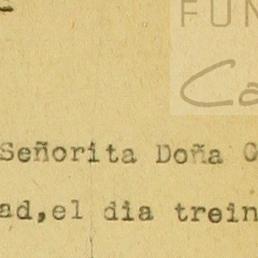 FUN
Ca
Señorita Doña C
ad, el dia trein